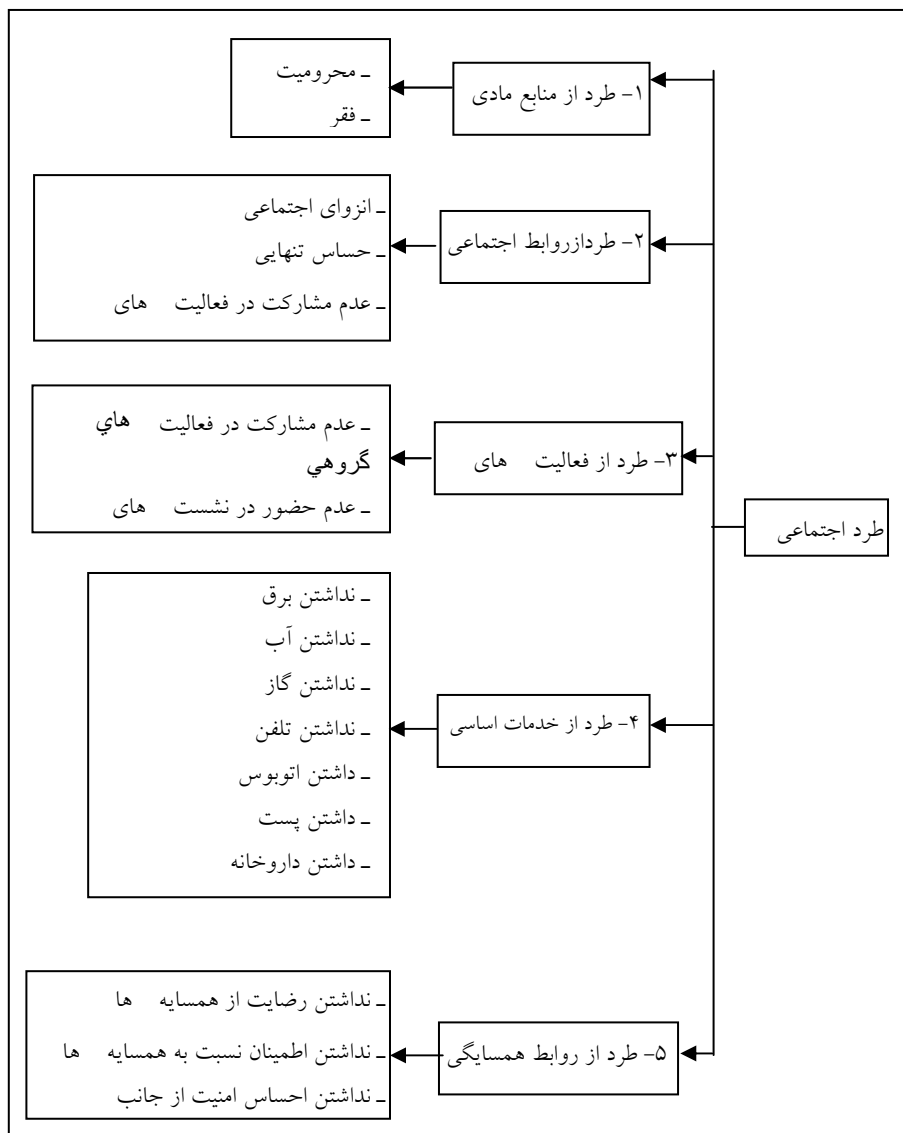 طرد اجتماعی
۱- طرد از منابع مادی
ـ محرومیت
ـ فقر
۲- طردازروابط اجتماعی
ـ انزوای اجتماعی
ـ حساس تنهایی
ـ عدم مشارکت در فعالیت های
۳- طرد از فعالیت های
ـ عدم مشارکت در فعالیت هاي
گروهي
ـ عدم حضور در نشست های
۴- طرد از خدمات اساسی
ـ نداشتن برق
ـ نداشتن آب
ـ نداشتن گاز
ـ نداشتن تلفن
ـ داشتن اتوبوس
ـ داشتن پست
ـ داشتن داروخانه
۵- طرد از روابط همسایگی
ـ نداشتن رضایت از همسایه ها
ـ نداشتن اطمینان نسبت به همسایه ها
ـ نداشتن احساس امنیت از جانب